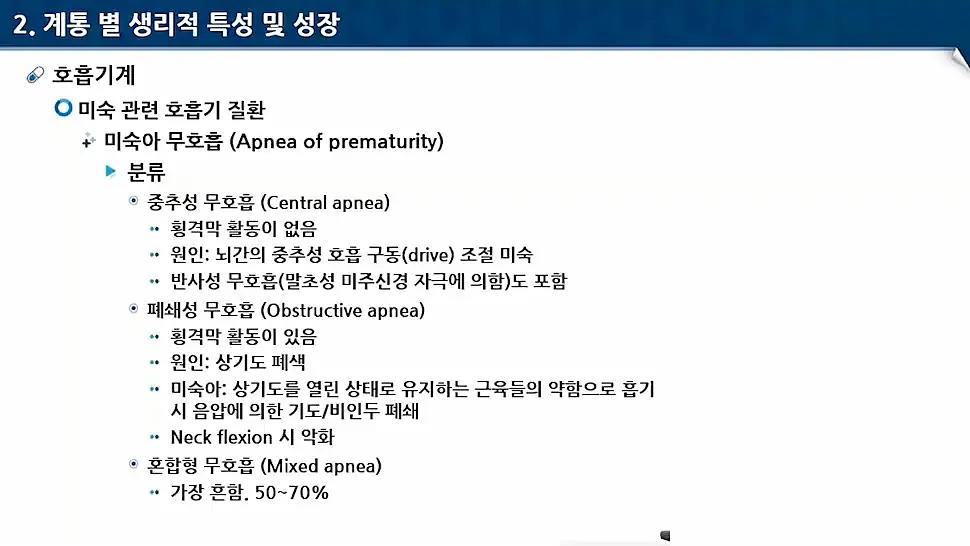 2. 계통 별 생리적 특성 및 성장
호흡기계
미숙 관련 호흡기 질환
미숙아 무호흡 (Apnea of prematurity)
분류
중추성 무호흡 (Central apnea)
횡격막 활동이 없음
원인: 뇌간의 중추성 호흡 구동(drive) 조절 미숙
반사성 무호흡(말초성 미주신경 자극에 의함)도 포함
폐쇄성 무호흡 (Obstructive apnea)
횡격막 활동이 있음
원인: 상기도 폐색
미숙아: 상기도를 열린 상태로 유지하는 근육들의 약함으로 흡기
시 음압에 의한 기도/비인두 폐쇄
Neck flexion 시 악화
혼합형 무호흡 (Mixed apnea)
가장 흔함. 50~70%